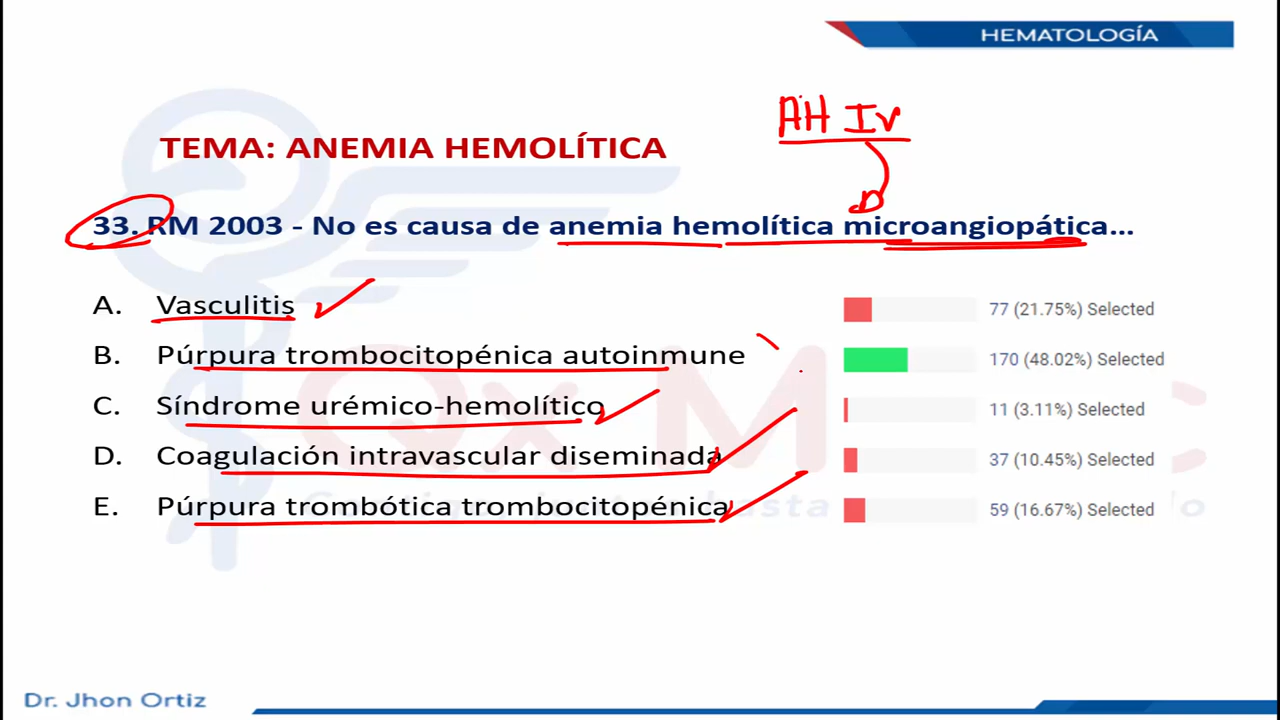 HEMATOLOGÍA
AH Iv
TEMA: ANEMIA HEMOLÍTICA
33. RM 2003 - No es causa de anemia hemolítica microangiopática...
A. Vasculitis
77 (21.75%) Selected
B. Púrpura trombocitopénica autoinmune
170 (48.02%) Selected
C. Síndrome urémico-hemolítico
11 (3.11%) Selected
D. Coagulación intravascular diseminada
37 (10.45%) Selected
E. Púrpura trombótica trombocitopénica
59 (16.67%) Selected
Dr. Jhon Ortiz